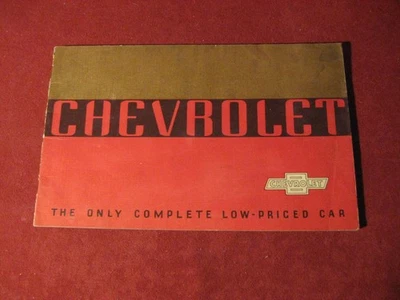 CHEVROLET
CHEVROLET
THE ONLY COMPLETE LOW-PRICED CAR